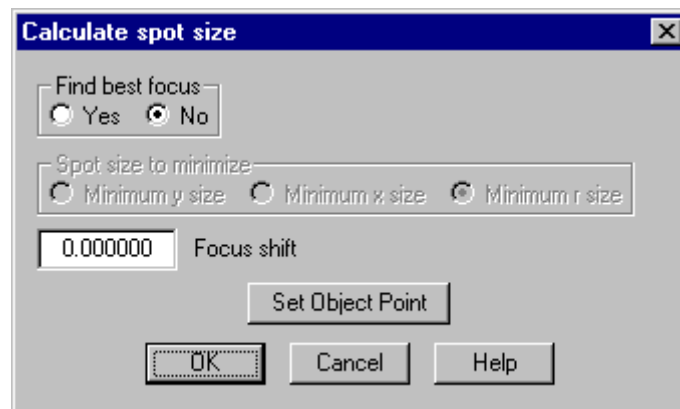 Calculate spot size
Find best focus
Yes No
Spot size to minimize
Minimum y size Minimum x size Minimum r size
0.000000 Focus shift
Set Object Point
OK Cancel Help